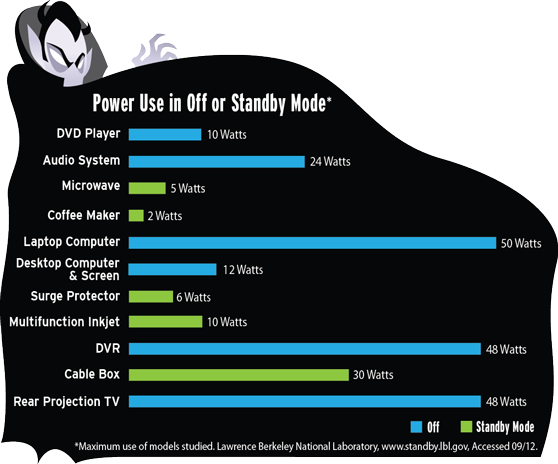 Power Use in Off or Standby Mode*
DVD Player 10 Watts
Audio System 24 Watts
Microwave 5 Watts
Coffee Maker 2 Watts
Laptop Computer 50 Watts
Desktop Computer
& Screen 12 Watts
Surge Protector 6 Watts
Multifunction Inkjet 10 Watts
DVR 48 Watts
Cable Box 30 Watts
Rear Projection TV 48 Watts
Off Standby Mode
*Maximum use of models studied. Lawrence Berkeley National Laboratory, www.standby.lbl.gov, Accessed 09/12.